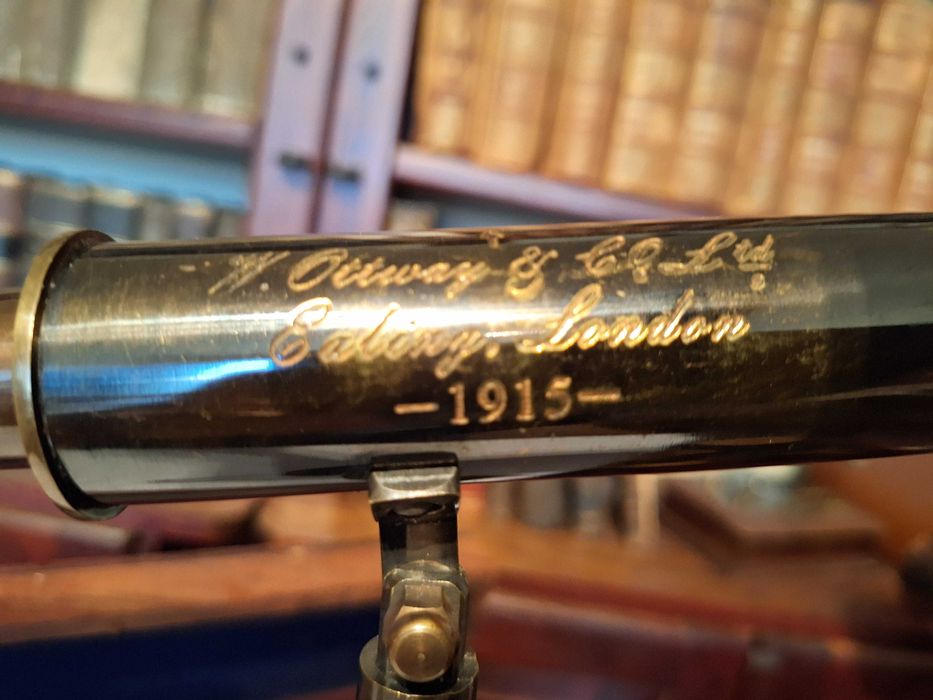 W. Ottway & Co Ltd.
Ealing, London
—1915—